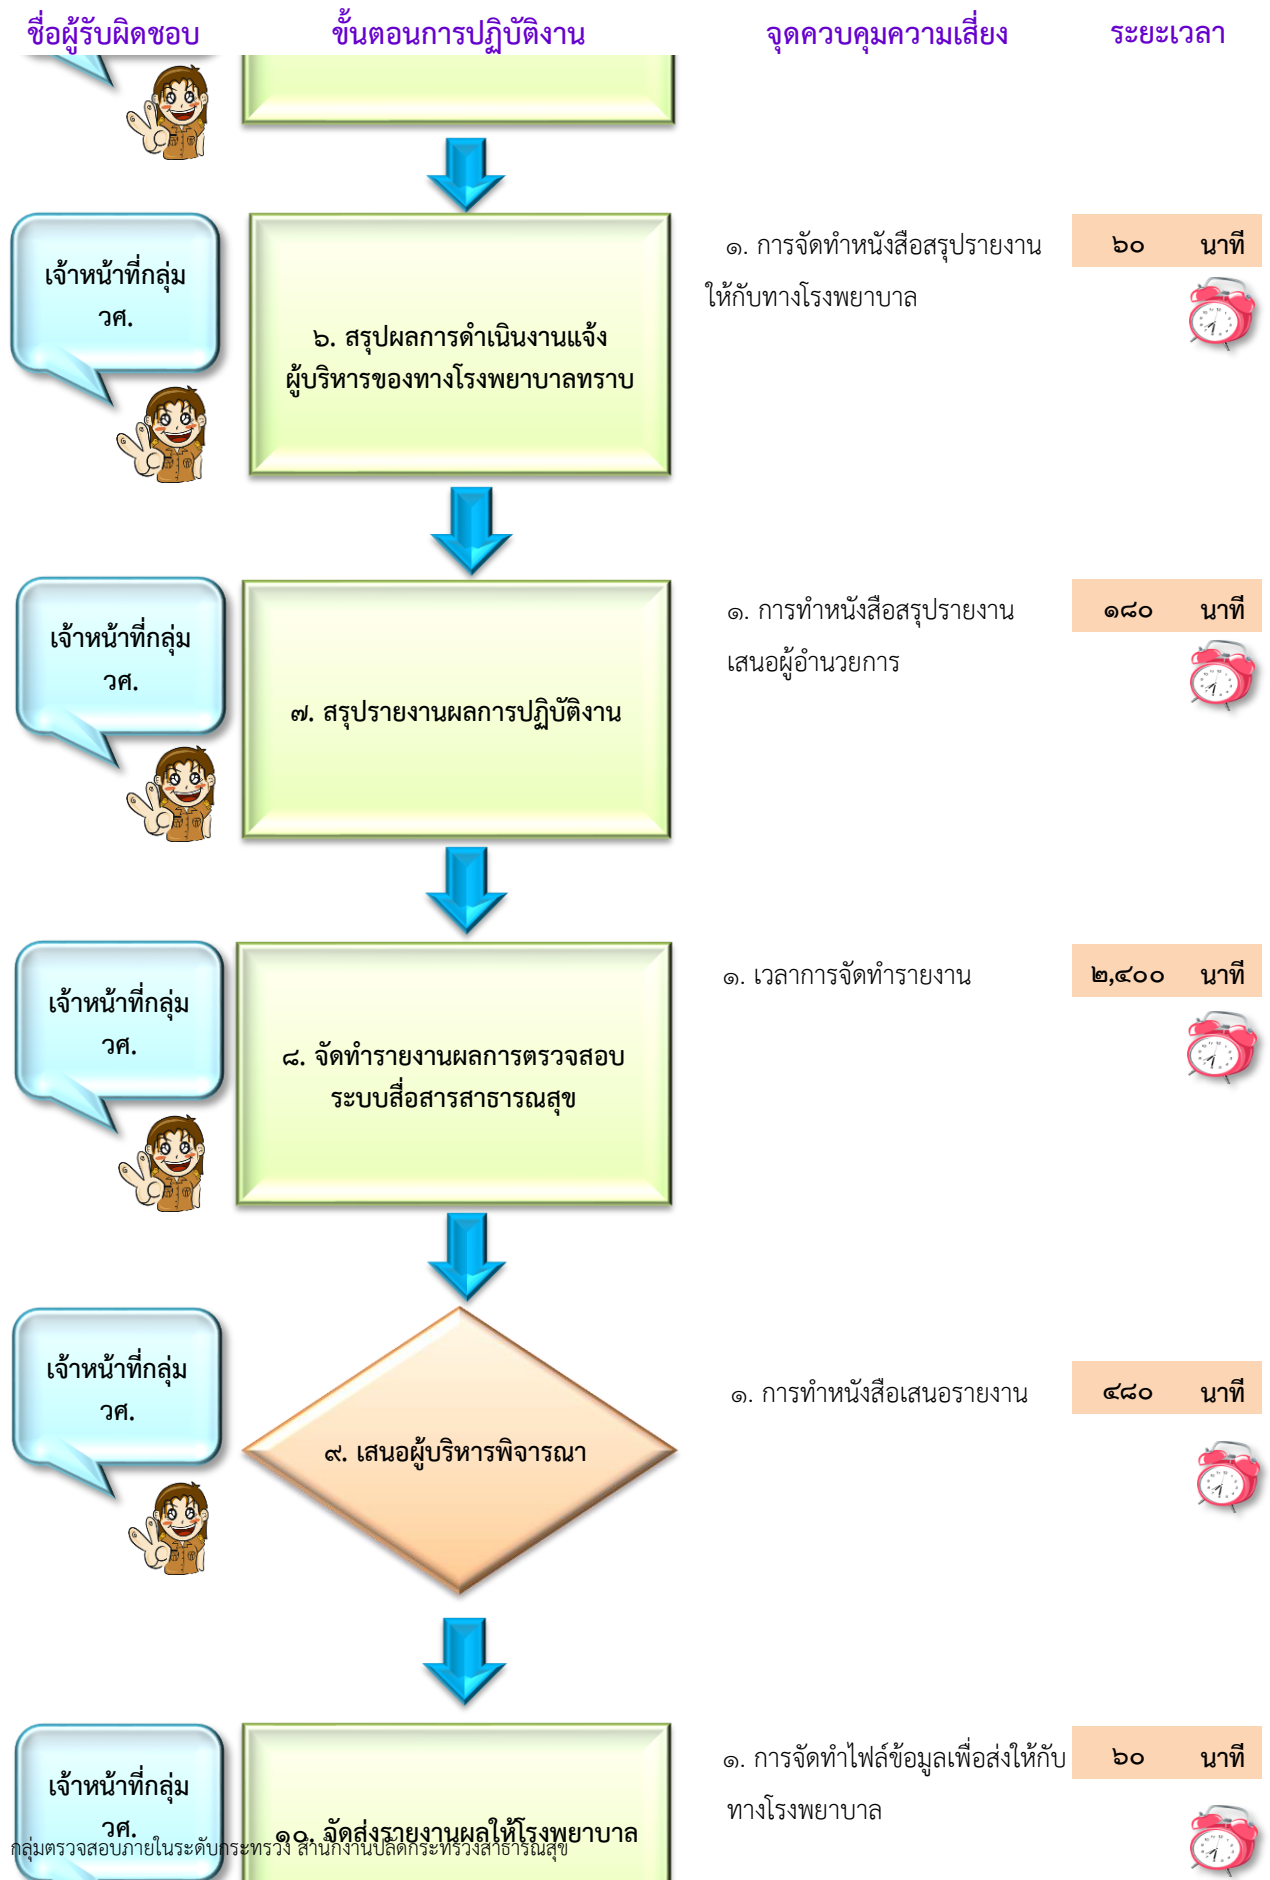 ชื่อผู้รับผิดชอบ ขั้นตอนการปฏิบัติงาน จุดควบคุมความเสี่ยง ระยะเวลา
เจ้าหน้าที่กลุ่ม
วศ.
๖. สรุปผลการดำเนินงานแจ้ง
ผู้บริหารของทางโรงพยาบาลทราบ
๑. การจัดทำหนังสือสรุปรายงาน
ให้กับทางโรงพยาบาล
๖๐ นาที
เจ้าหน้าที่กลุ่ม
วศ.
๗. สรุปรายงานผลการปฏิบัติงาน
๑. การทำหนังสือสรุปรายงาน
เสนอผู้อำนวยการ
๑๘๐ นาที
เจ้าหน้าที่กลุ่ม
วศ.
๘. จัดทำรายงานผลการตรวจสอบ
ระบบสื่อสารสาธารณสุข
๑. เวลาการจัดทำรายงาน
๒,๔๐๐ นาที
เจ้าหน้าที่กลุ่ม
วศ.
๙. เสนอผู้บริหารพิจารณา
๑. การทำหนังสือเสนอรายงาน
๔๘๐ นาที
เจ้าหน้าที่กลุ่ม
วศ.
๑๐. จัดส่งรายงานผลให้โรงพยาบาล
๑. การจัดทำไฟล์ข้อมูลเพื่อส่งให้กับ
ทางโรงพยาบาล
๖๐ นาที
กลุ่มตรวจสอบภายในระดับกระทรวง สำนักงานปลัดกระทรวงสาธารณสุข